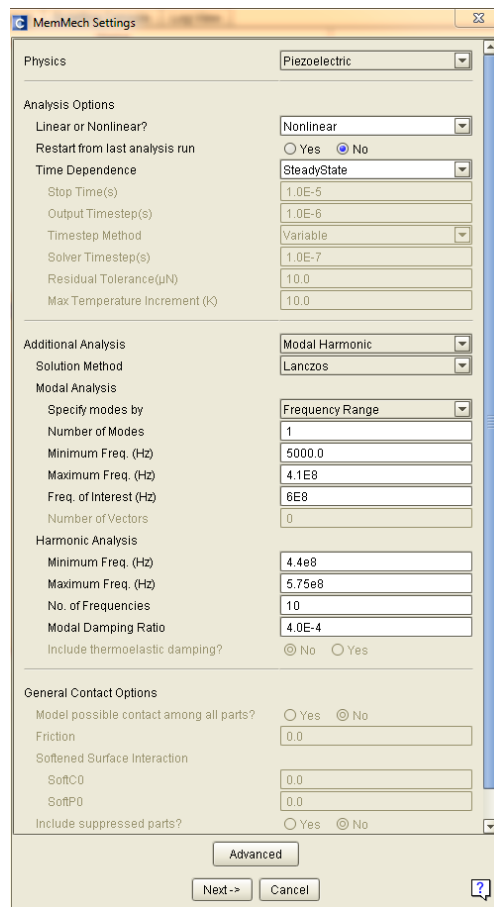 C MemMech Settings
Physics Piezoelectric
Analysis Options
Linear or Nonlinear? Nonlinear
Restart from last analysis run Yes No
Time Dependence SteadyState
Stop Time(s) 1.0E-5
Output Timestep(s) 1.0E-6
Timestep Method Variable
Solver Timestep(s) 1.0E-7
Residual Tolerance(µN) 10.0
Max Temperature Increment (K) 10.0
Additional Analysis Modal Harmonic
Solution Method Lanczos
Modal Analysis
Specify modes by Frequency Range
Number of Modes 1
Minimum Freq. (Hz) 5000.0
Maximum Freq. (Hz) 4.1E8
Freq. of Interest (Hz) 6E8
Number of Vectors 0
Harmonic Analysis
Minimum Freq. (Hz) 4.4e8
Maximum Freq. (Hz) 5.75e8
No. of Frequencies 10
Modal Damping Ratio 4.0E-4
Include thermoelastic damping? No Yes
General Contact Options
Model possible contact among all parts? Yes No
Friction 0.0
Softened Surface Interaction
SoftC0 0.0
SoftP0 0.0
Include suppressed parts? Yes No
Advanced
Next-> Cancel ?